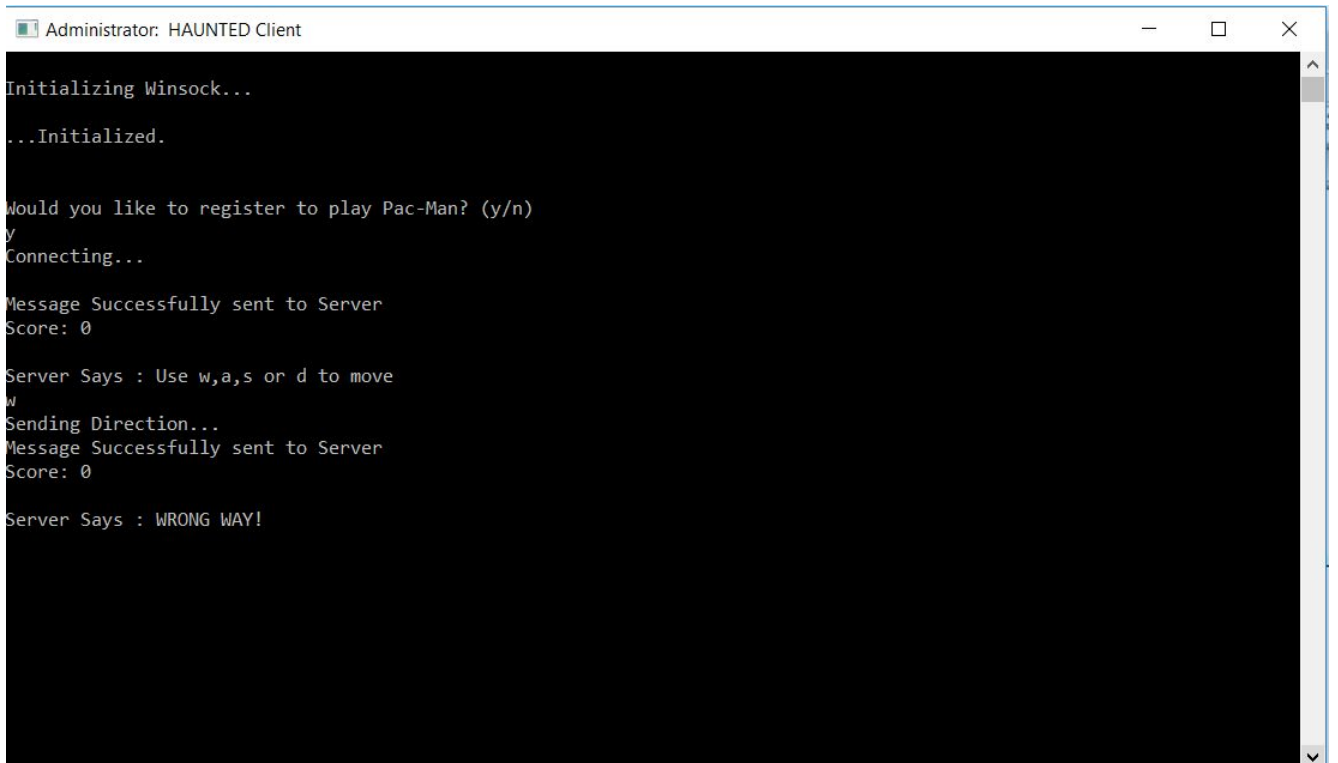 Administrator: HAUNTED Client
Initializing Winsock...
...Initialized.
Would you like to register to play Pac-Man? (y/n)
y
Connecting...
Message Successfully sent to Server
Score: 0
Server Says : Use w,a,s or d to move
w
Sending Direction...
Message Successfully sent to Server
Score: 0
Server Says : WRONG WAY!